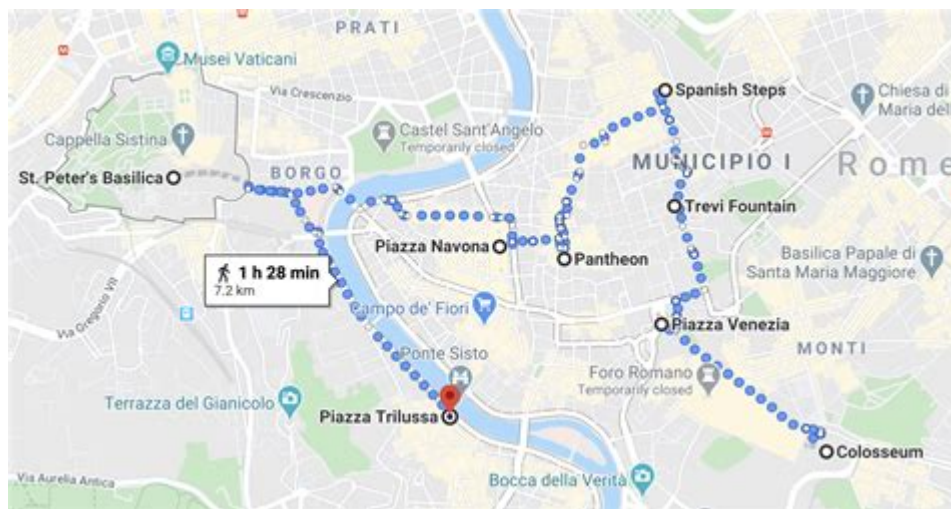 PRATI
Musei Vaticani
Via Crescenzio
Spanish Steps
Chiesa di
Maria del
Castel Sant'Angelo
Temporarily closed
Cappella Sistina
MUNICIPIO I
Rome
St. Peter's Basilica
BORGO
Trevi Fountain
Piazza Navona
Pantheon
Basilica Papale di
Santa Maria Maggiore
1 h 28 min
7.2 km
Via Gregorio VII
Campo de' Fiori
Piazza Venezia
MONTI
Ponte Sisto
Foro Romano
Temporarily closed
Terrazza del Gianicolo
Piazza Trilussa
Colosseum
Via Aurelia Antica
Bocca della Verità